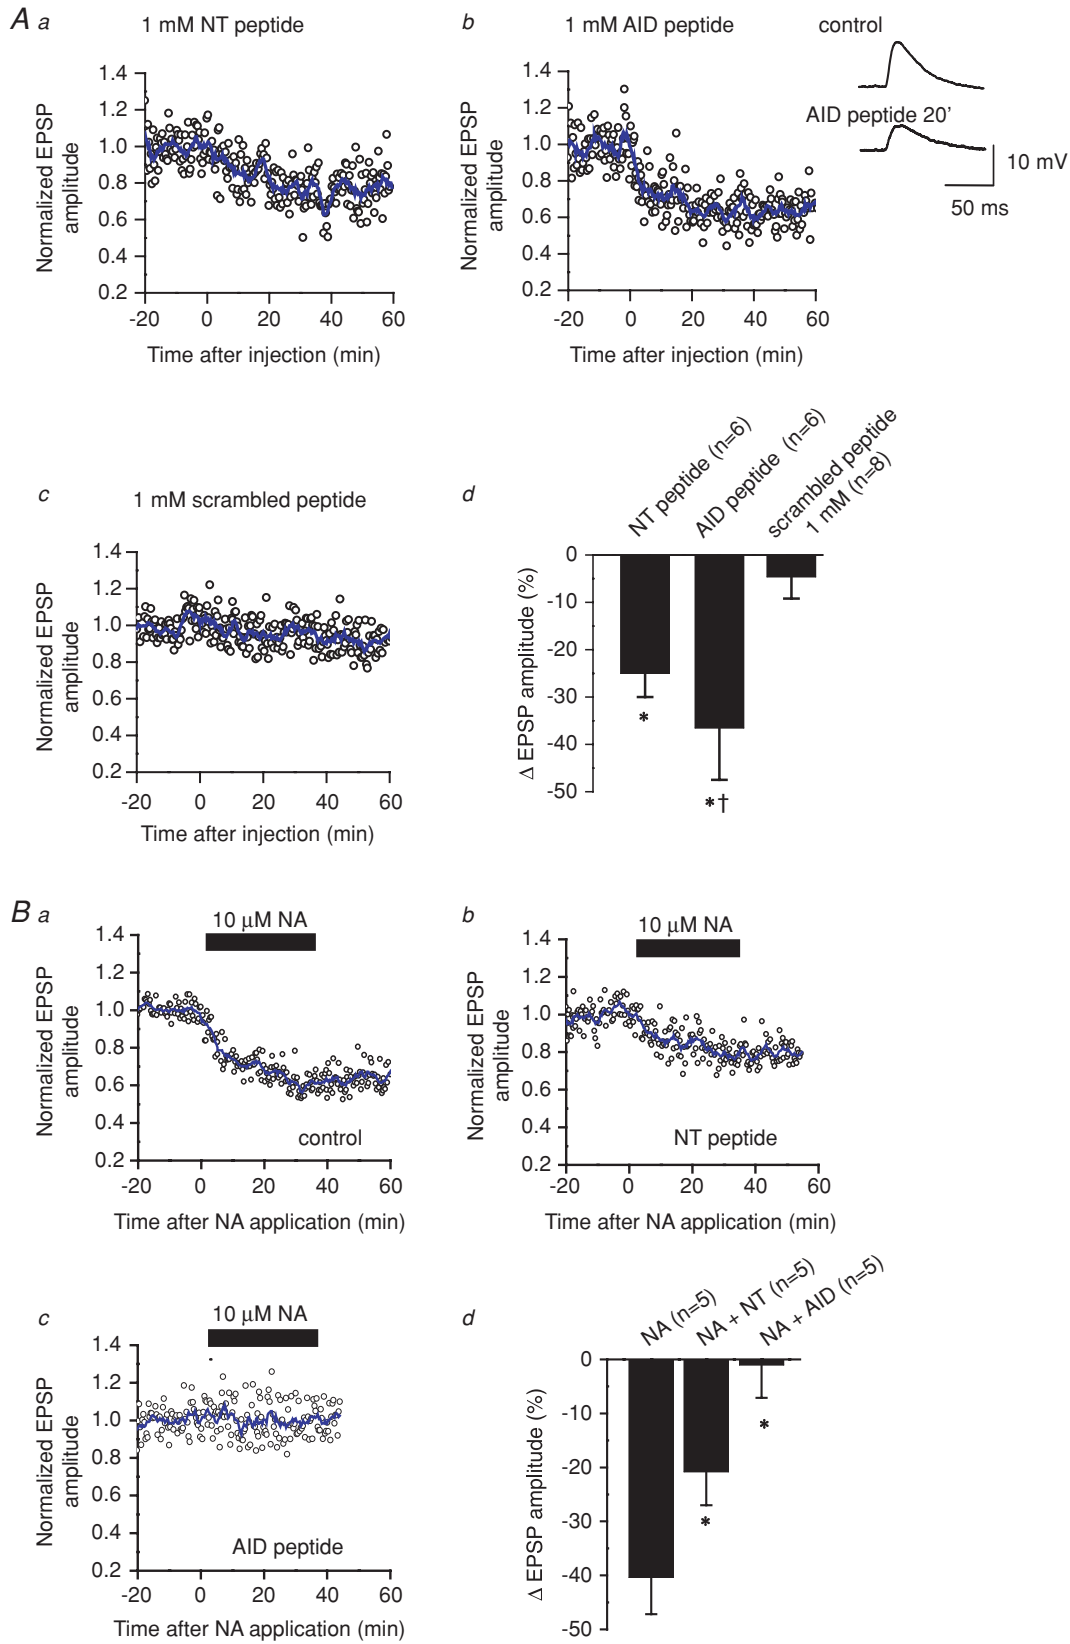 A a
1 mM NT peptide
1.4
1.2
1.0
0.8
0.6
0.4
0.2
-20 0 20 40 60
Normalized EPSP
amplitude
Time after injection (min)
b
1 mM AID peptide
1.4
1.2
1.0
0.8
0.6
0.4
0.2
-20 0 20 40 60
Normalized EPSP
amplitude
Time after injection (min)
control
AID peptide 20'
10 mV
50 ms
c
1 mM scrambled peptide
1.4
1.2
1.0
0.8
0.6
0.4
0.2
-20 0 20 40 60
Normalized EPSP
amplitude
Time after injection (min)
d
NT peptide (n=6)
AID peptide (n=6)
scrambled peptide
1 mM (n=8)
0
-10
-20
-30
-40
-50
Δ EPSP amplitude (%)
*
*†
B a
10 μM NA
1.4
1.2
1.0
0.8
0.6
0.4
0.2
-20 0 20 40 60
Normalized EPSP
amplitude
control
Time after NA application (min)
b
10 μM NA
1.4
1.2
1.0
0.8
0.6
0.4
0.2
-20 0 20 40 60
Normalized EPSP
amplitude
NT peptide
Time after NA application (min)
c
10 μM NA
1.4
1.2
1.0
0.8
0.6
0.4
0.2
-20 0 20 40 60
Normalized EPSP
amplitude
AID peptide
Time after NA application (min)
d
NA (n=5)
NA + NT (n=5)
NA + AID (n=5)
0
-10
-20
-30
-40
-50
Δ EPSP amplitude (%)
*
*